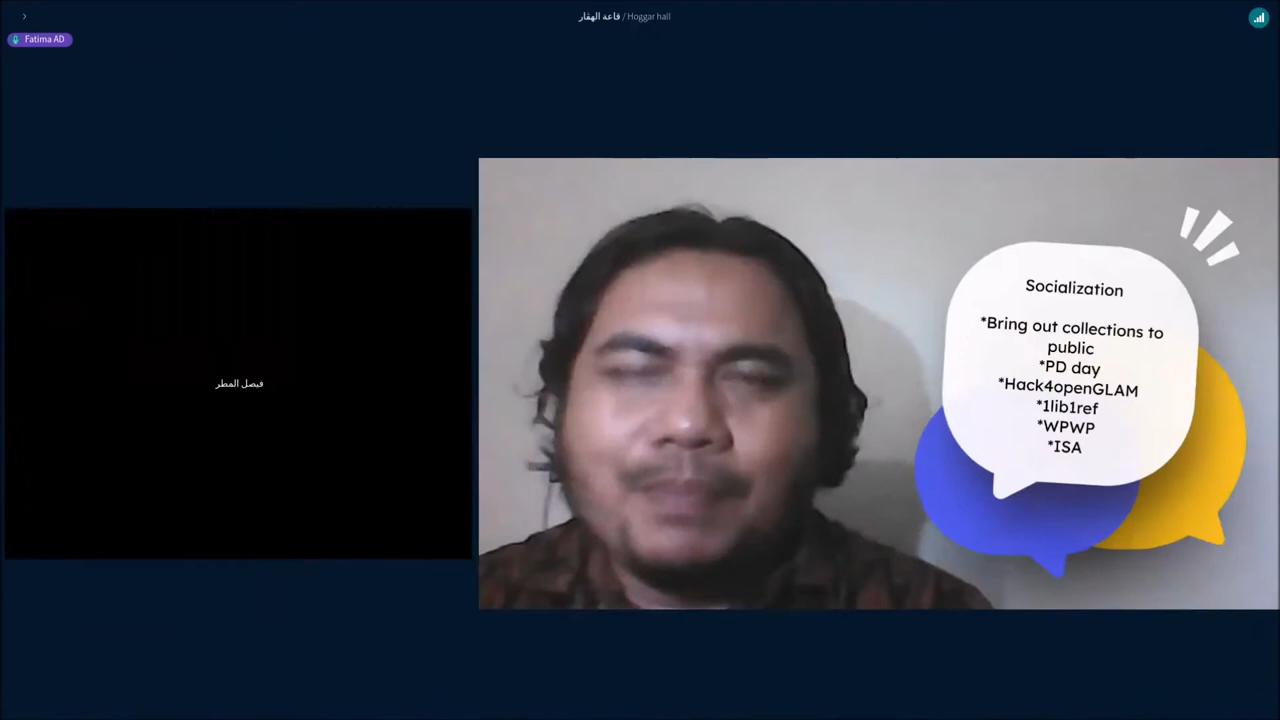 قاعة الهڨار / Hoggar hall
Fatima AD
فيصل المطر
Socialization
*Bring out collections to
public
*PD day
*Hack4openGLAM
*1lib1ref
*WPWP
*ISA